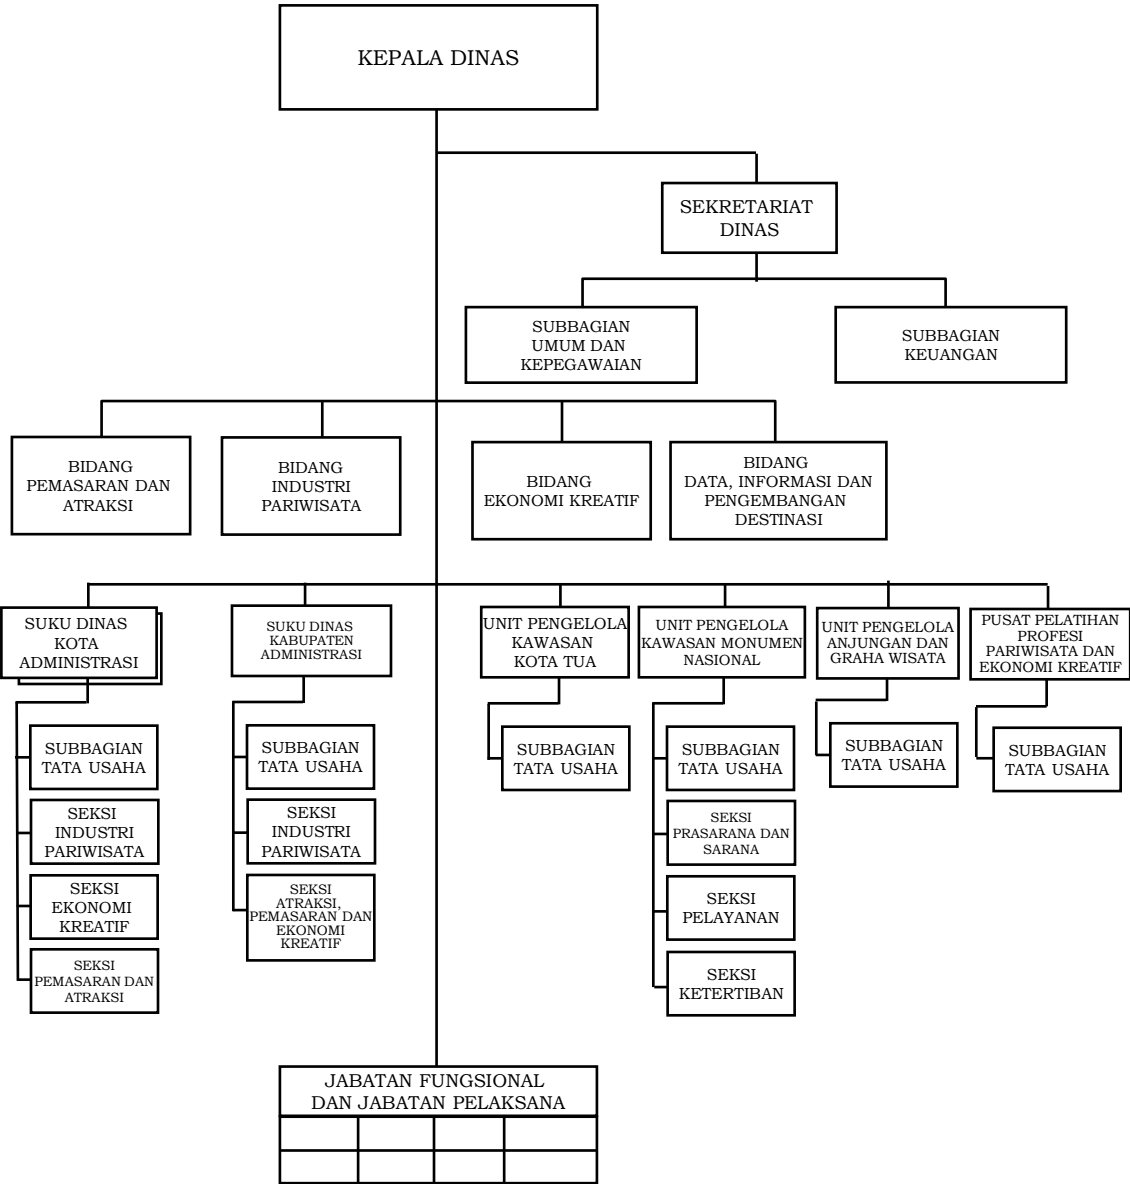 KEPALA DINAS
SEKRETARIAT
DINAS
SUBBAGIAN
UMUM DAN
KEPEGAWAIAN
SUBBAGIAN
KEUANGAN
BIDANG
PEMASARAN DAN
ATRAKSI
BIDANG
INDUSTRI
PARIWISATA
BIDANG
EKONOMI KREATIF
BIDANG
DATA, INFORMASI DAN
PENGEMBANGAN
DESTINASI
SUKU DINAS
KOTA
ADMINISTRASI
SUKU DINAS
KABUPATEN
ADMINISTRASI
UNIT PENGELOLA
KAWASAN
KOTA TUA
UNIT PENGELOLA
KAWASAN MONUMEN
NASIONAL
UNIT PENGELOLA
ANJUNGAN DAN
GRAHA WISATA
PUSAT PELATIHAN
PROFESI
PARIWISATA DAN
EKONOMI KREATIF
SUBBAGIAN
TATA USAHA
SEKSI
INDUSTRI
PARIWISATA
SEKSI
EKONOMI
KREATIF
SEKSI
PEMASARAN DAN
ATRAKSI
SUBBAGIAN
TATA USAHA
SEKSI
INDUSTRI
PARIWISATA
SEKSI
ATRAKSI,
PEMASARAN DAN
EKONOMI
KREATIF
SUBBAGIAN
TATA USAHA
SUBBAGIAN
TATA USAHA
SEKSI
PRASARANA DAN
SARANA
SEKSI
PELAYANAN
SEKSI
KETERTIBAN
SUBBAGIAN
TATA USAHA
SUBBAGIAN
TATA USAHA
JABATAN FUNGSIONAL
DAN JABATAN PELAKSANA